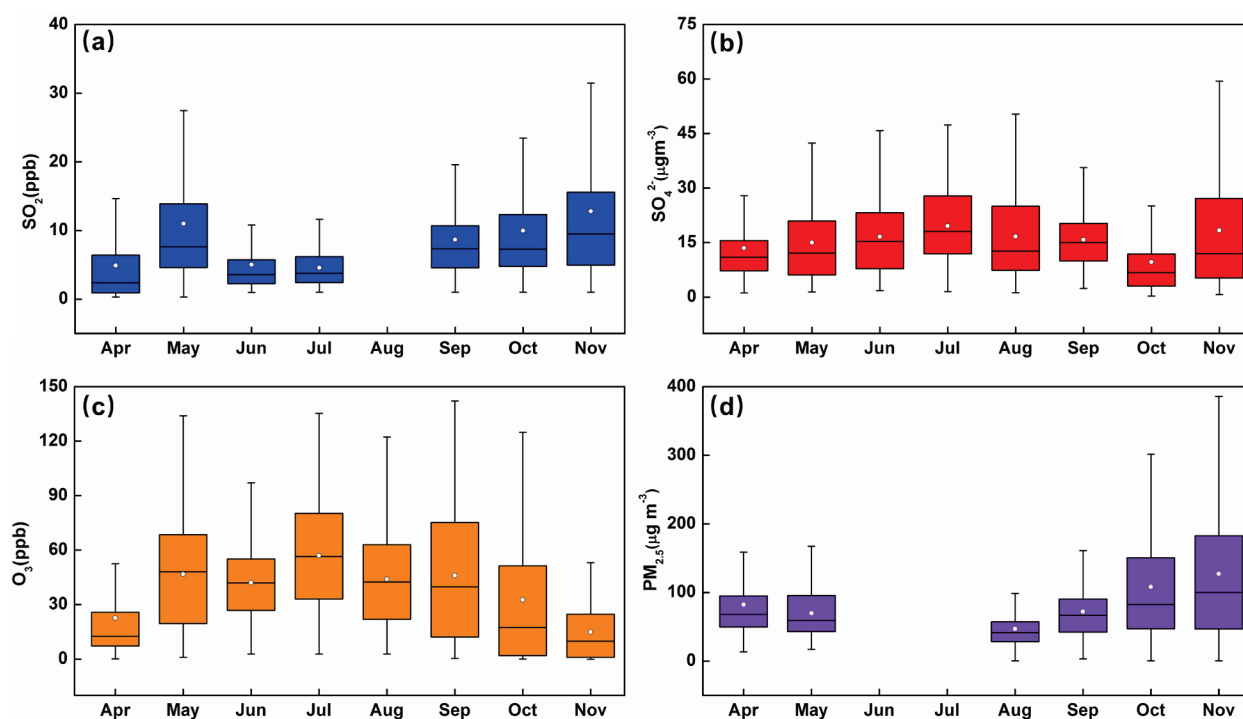 (a)
SO2(ppb)
40
30
20
10
0
Apr May Jun Jul Aug Sep Oct Nov
(b)
SO4 2-(μgm-3)
75
60
45
30
15
0
Apr May Jun Jul Aug Sep Oct Nov
(c)
O3(ppb)
150
120
90
60
30
0
Apr May Jun Jul Aug Sep Oct Nov
(d)
PM2.5(μg m-3)
400
300
200
100
0
Apr May Jun Jul Aug Sep Oct Nov